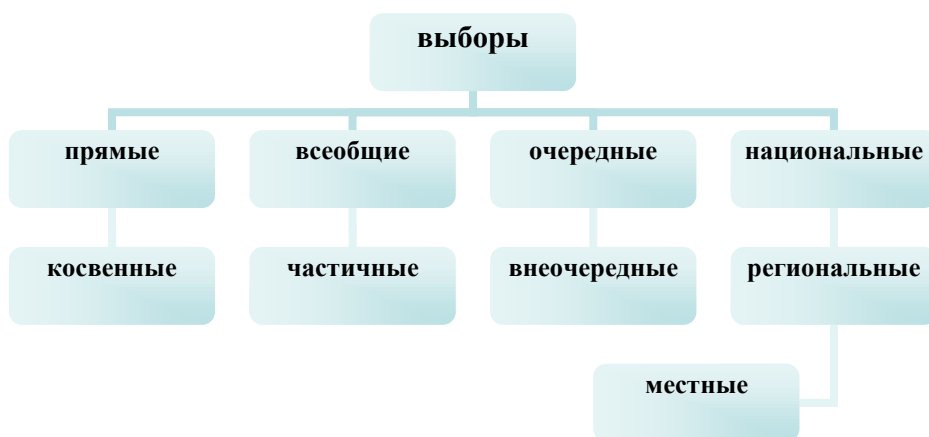 выборы
прямые
всеобщие
очередные
национальные
косвенные
частичные
внеочередные
региональные
местные